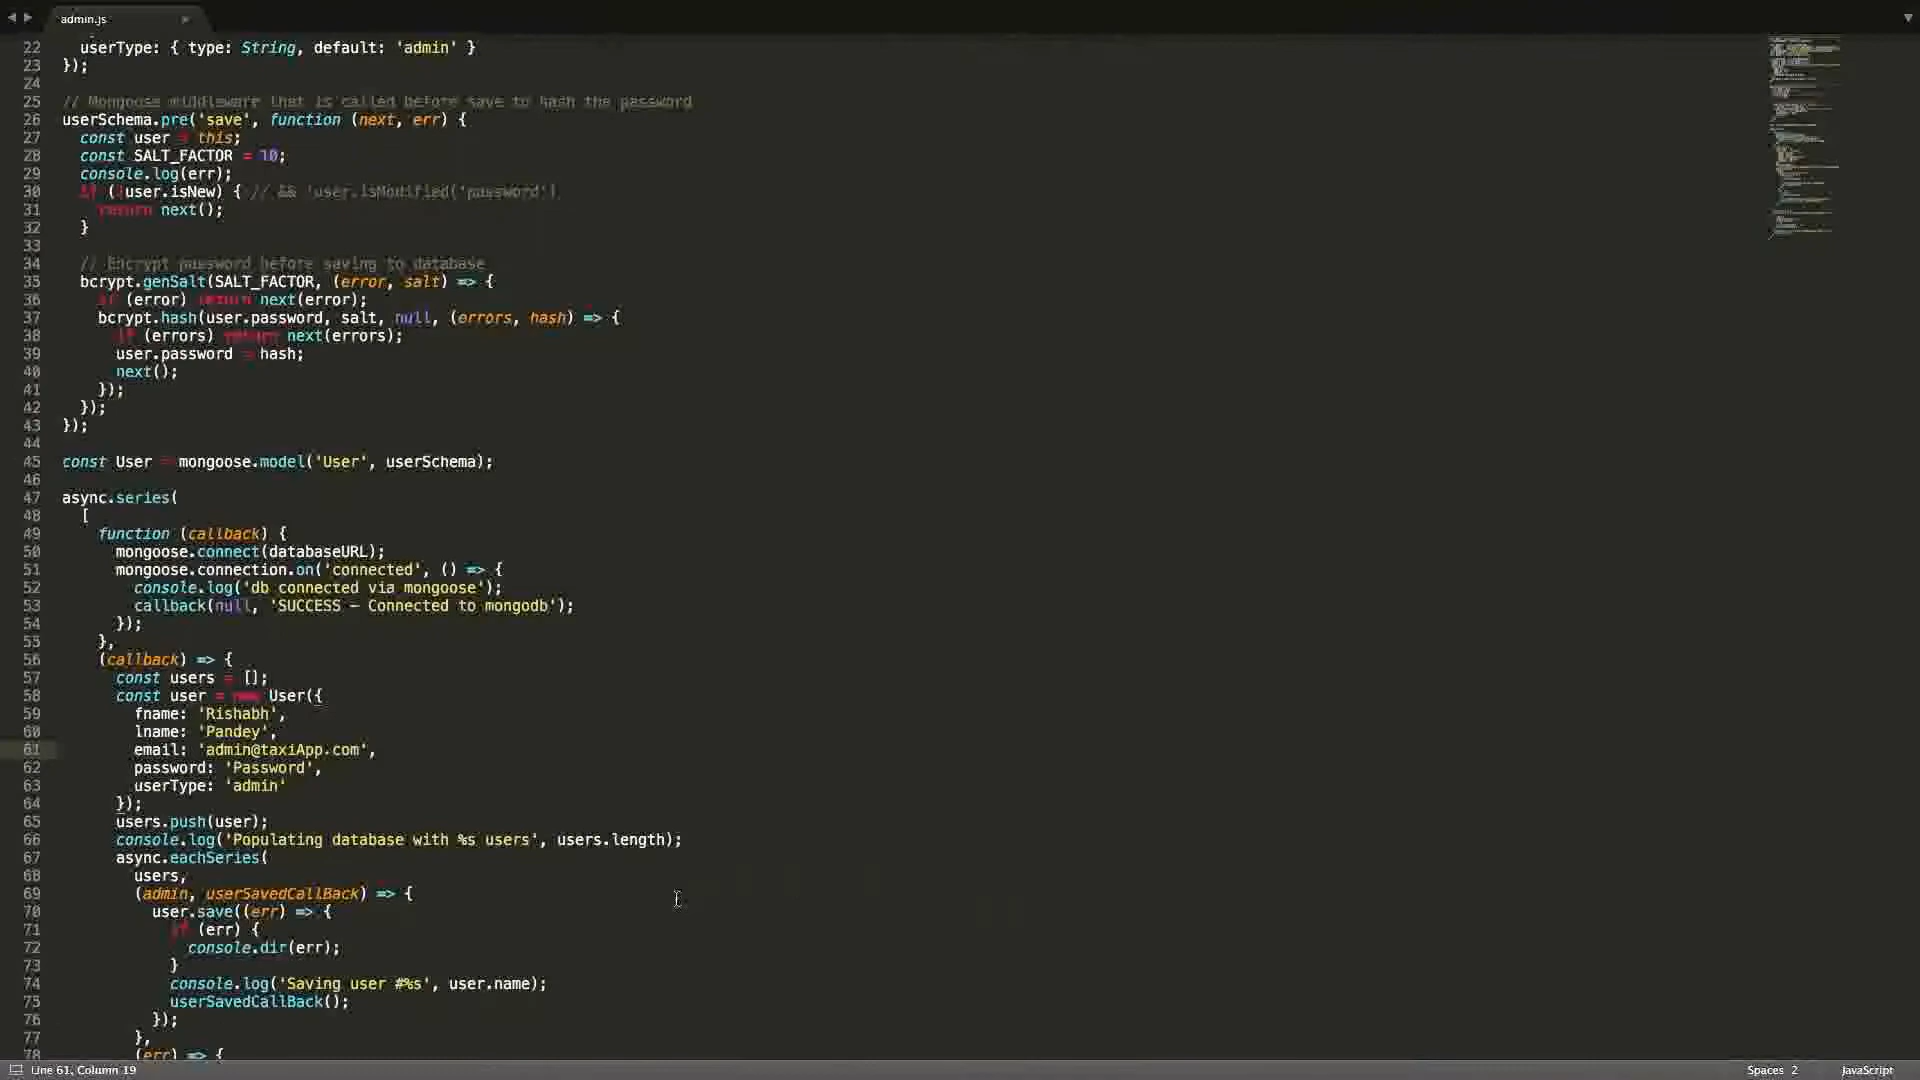 admin.js
22 userType: { type: String, default: 'admin' }
23 });
24
25 // Mongoose middleware that is called before save to hash the password
26 userSchema.pre('save', function (next, err) {
27 const user = this;
28 const SALT_FACTOR = 10;
29 console.log(err);
30 if (!user.isNew) { // && !user.isModified('password')
31 return next();
32 }
33
34 // Encrypt password before saving to database
35 bcrypt.genSalt(SALT_FACTOR, (error, salt) => {
36 if (error) return next(error);
37 bcrypt.hash(user.password, salt, null, (errors, hash) => {
38 if (errors) return next(errors);
39 user.password = hash;
40 next();
41 });
42 });
43 });
44
45 const User = mongoose.model('User', userSchema);
46
47 async.series(
48 [
49 function (callback) {
50 mongoose.connect(databaseURL);
51 mongoose.connection.on('connected', () => {
52 console.log('db connected via mongoose');
53 callback(null, 'SUCCESS - Connected to mongodb');
54 });
55 },
56 (callback) => {
57 const users = [];
58 const user = new User({
59 fname: 'Rishabh',
60 lname: 'Pandey',
61 email: 'admin@taxiApp.com',
62 password: 'Password',
63 userType: 'admin'
64 });
65 users.push(user);
66 console.log('Populating database with %s users', users.length);
67 async.eachSeries(
68 users,
69 (admin, userSavedCallBack) => {
70 user.save((err) => {
71 if (err) {
72 console.dir(err);
73 }
74 console.log('Saving user #%s', user.name);
75 userSavedCallBack();
76 });
77 },
78 (err) => {
Line 61, Column 19
Spaces 2
JavaScript